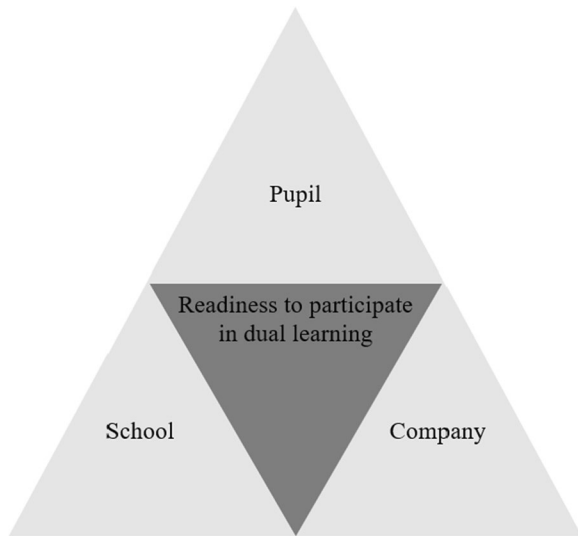 Pupil
Readiness to participate
in dual learning
School
Company